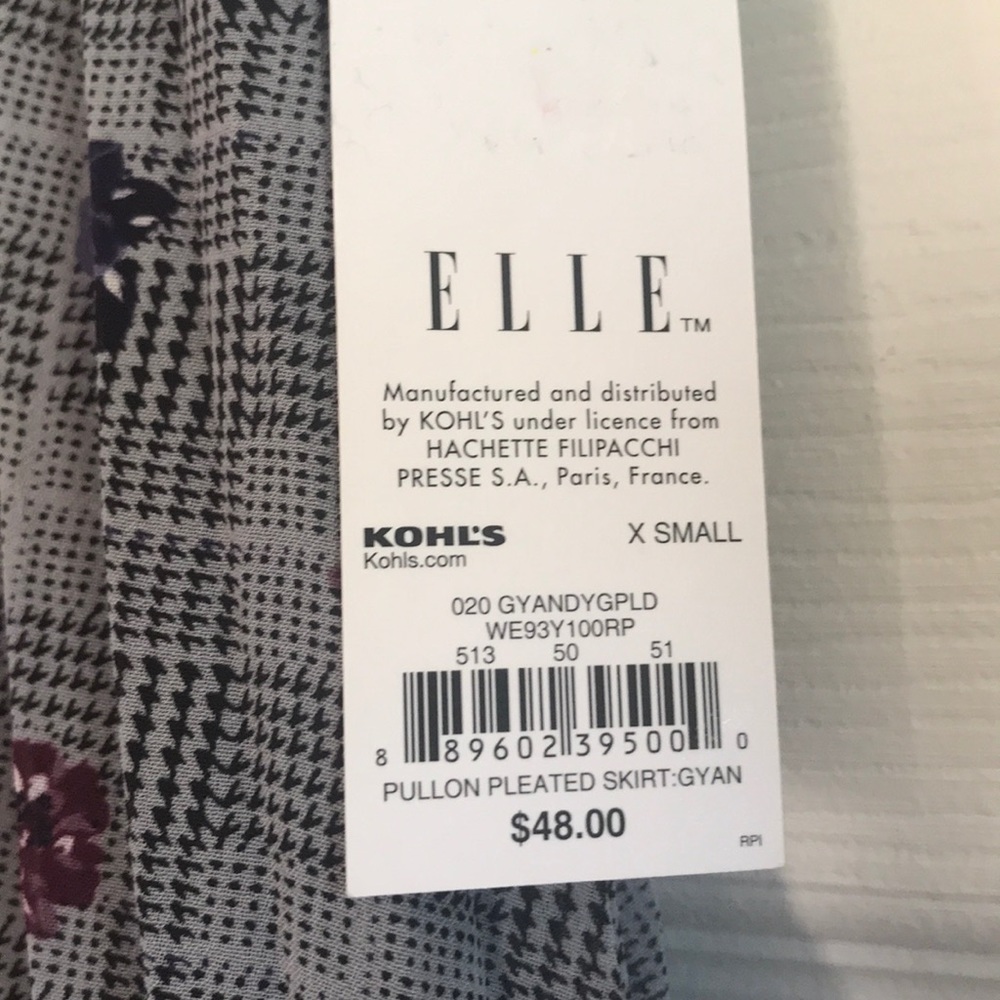 ELLE™
Manufactured and distributed
by KOHL'S under licence from
HACHETTE FILIPACCHI
PRESSE S.A., Paris, France.
KOHL'S X SMALL
Kohls.com
020 GYANDYGPLD
WE93Y100RP
513 50 51
8 89602 39500 0
PULLON PLEATED SKIRT:GYAN
$48.00
RPI